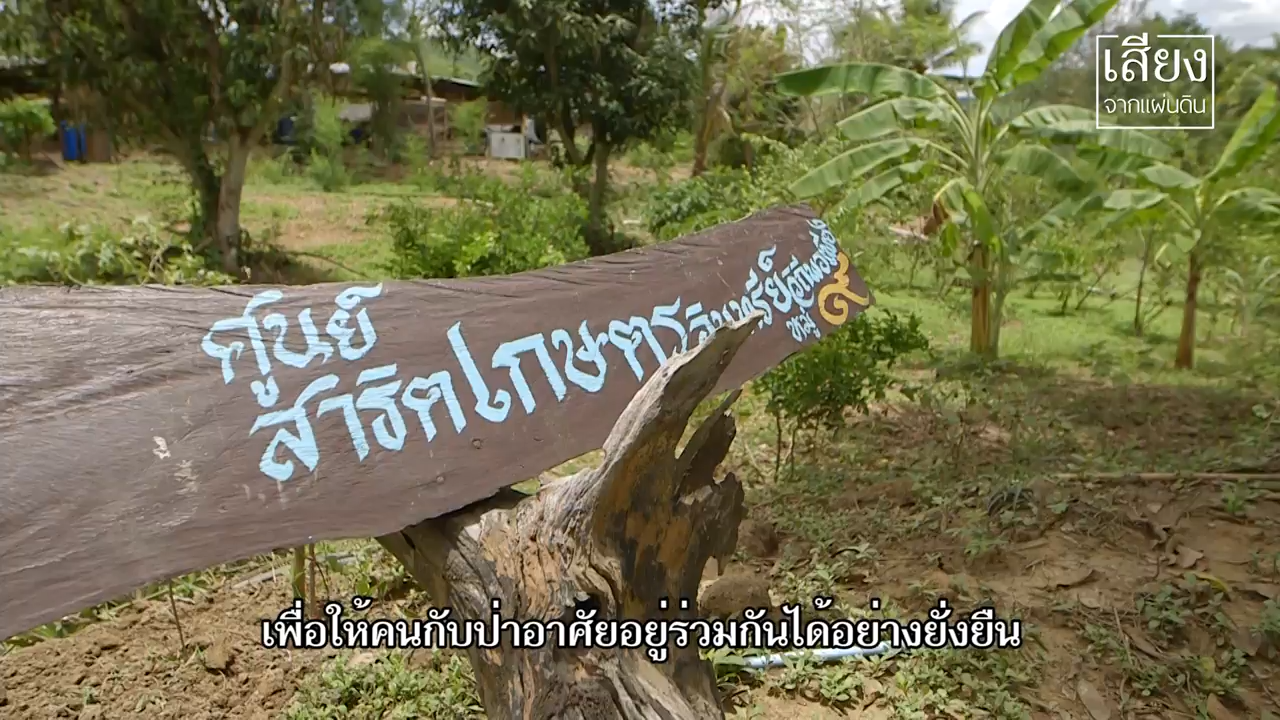 เสียง
จากแผ่นดิน
ศูนย์
สาธิตเกษตรอินทรีย์
หมู่ ๙
เพื่อให้คนกับป่าอาศัยอยู่ร่วมกันได้อย่างยั่งยืน